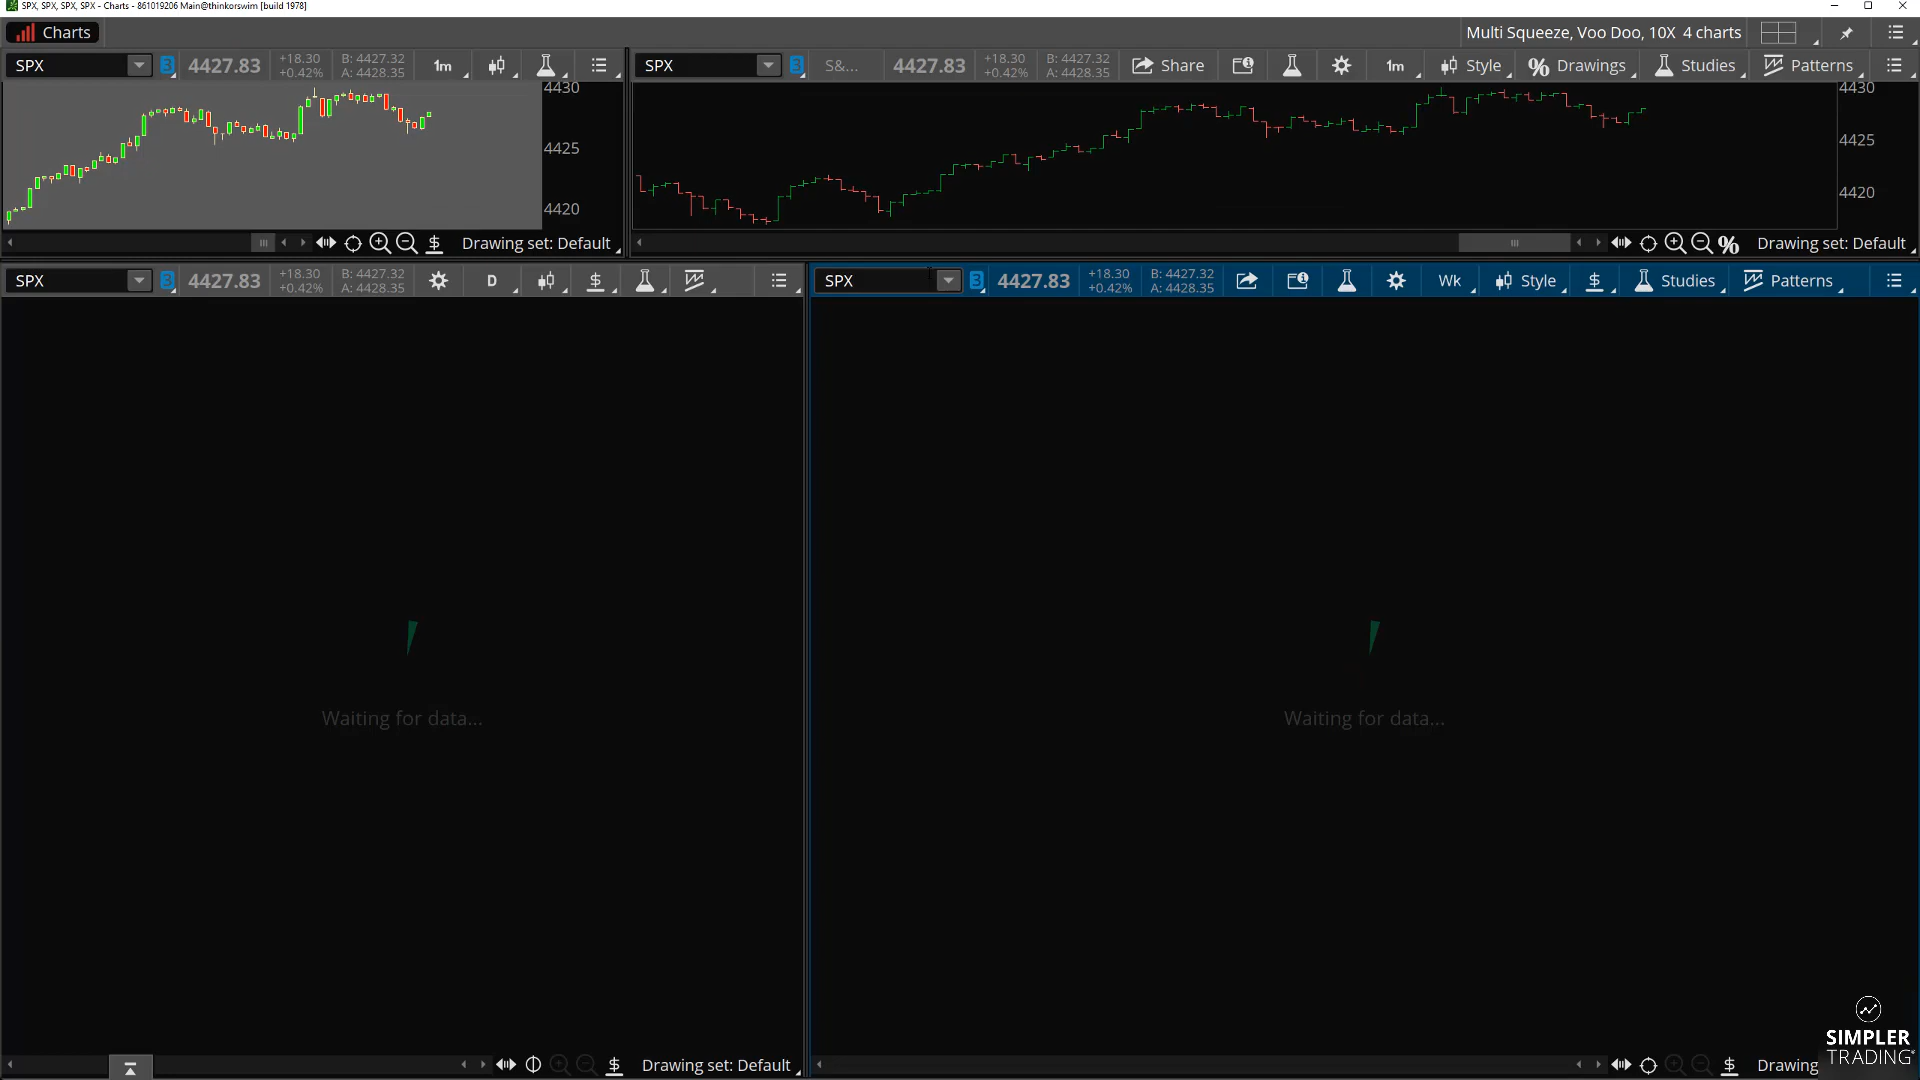 SPX, SPX, SPX, SPX - Charts - 861019206 Main@thinkorswim [build 1978]
Charts
Multi Squeeze, Voo Doo, 10X 4 charts
SPX 3 4427.83 +18.30 +0.42% B: 4427.32 A: 4428.35 1m
SPX 3 S&... 4427.83 +18.30 +0.42% B: 4427.32 A: 4428.35 Share 1m Style % Drawings Studies Patterns
4430
4425
4420
4430
4425
4420
$ Drawing set: Default
% Drawing set: Default
SPX 3 4427.83 +18.30 +0.42% B: 4427.32 A: 4428.35 D $
SPX 3 4427.83 +18.30 +0.42% B: 4427.32 A: 4428.35 Wk Style $ Studies Patterns
Waiting for data...
Waiting for data...
$ Drawing set: Default
$ Drawing
SIMPLER
TRADING